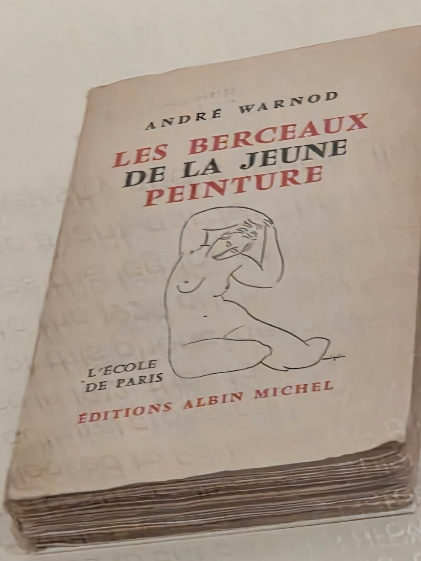 ANDRÉ WARNOD
LES BERCEAUX
DE LA JEUNE
PEINTURE
L'ÉCOLE
DE PARIS
ÉDITIONS ALBIN MICHEL